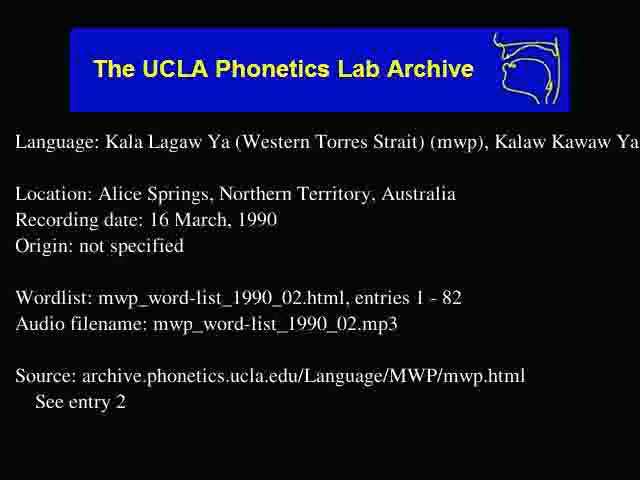 The UCLA Phonetics Lab Archive
Language: Kala Lagaw Ya (Western Torres Strait) (mwp), Kalaw Kawaw Ya
Location: Alice Springs, Northern Territory, Australia
Recording date: 16 March, 1990
Origin: not specified
Wordlist: mwp_word-list_1990_02.html, entries 1 - 82
Audio filename: mwp_word-list_1990_02.mp3
Source: archive.phonetics.ucla.edu/Language/MWP/mwp.html
See entry 2